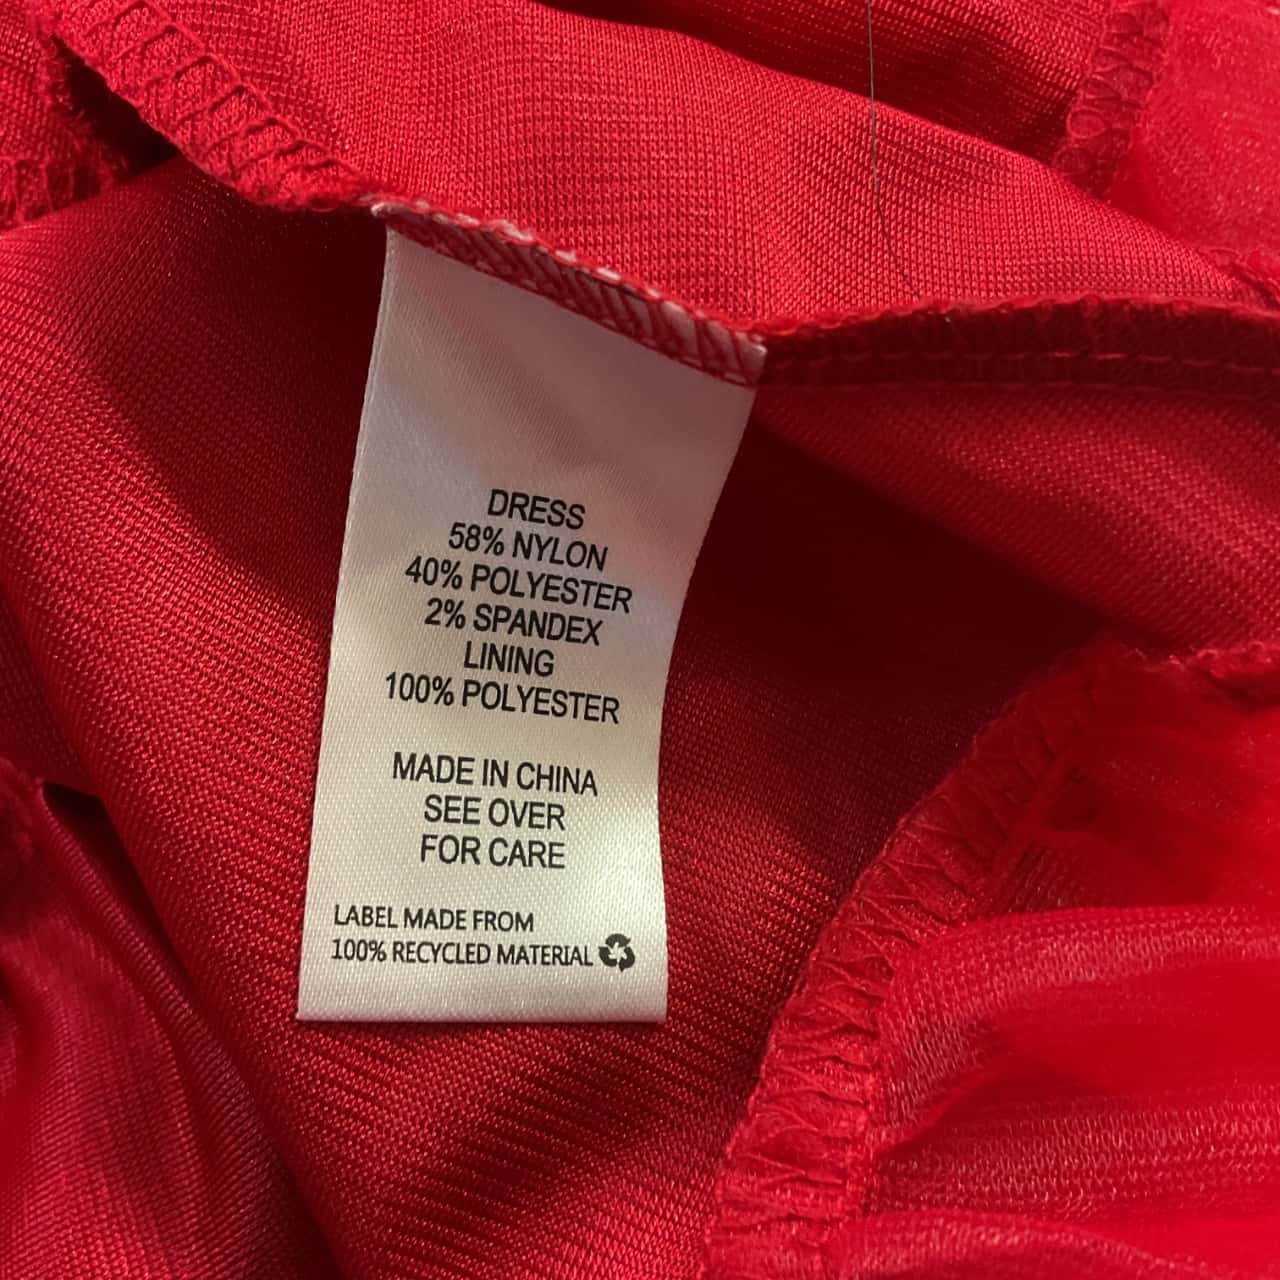 DRESS
58% NYLON
40% POLYESTER
2% SPANDEX
LINING
100% POLYESTER
MADE IN CHINA
SEE OVER
FOR CARE
LABEL MADE FROM
100% RECYCLED MATERIAL